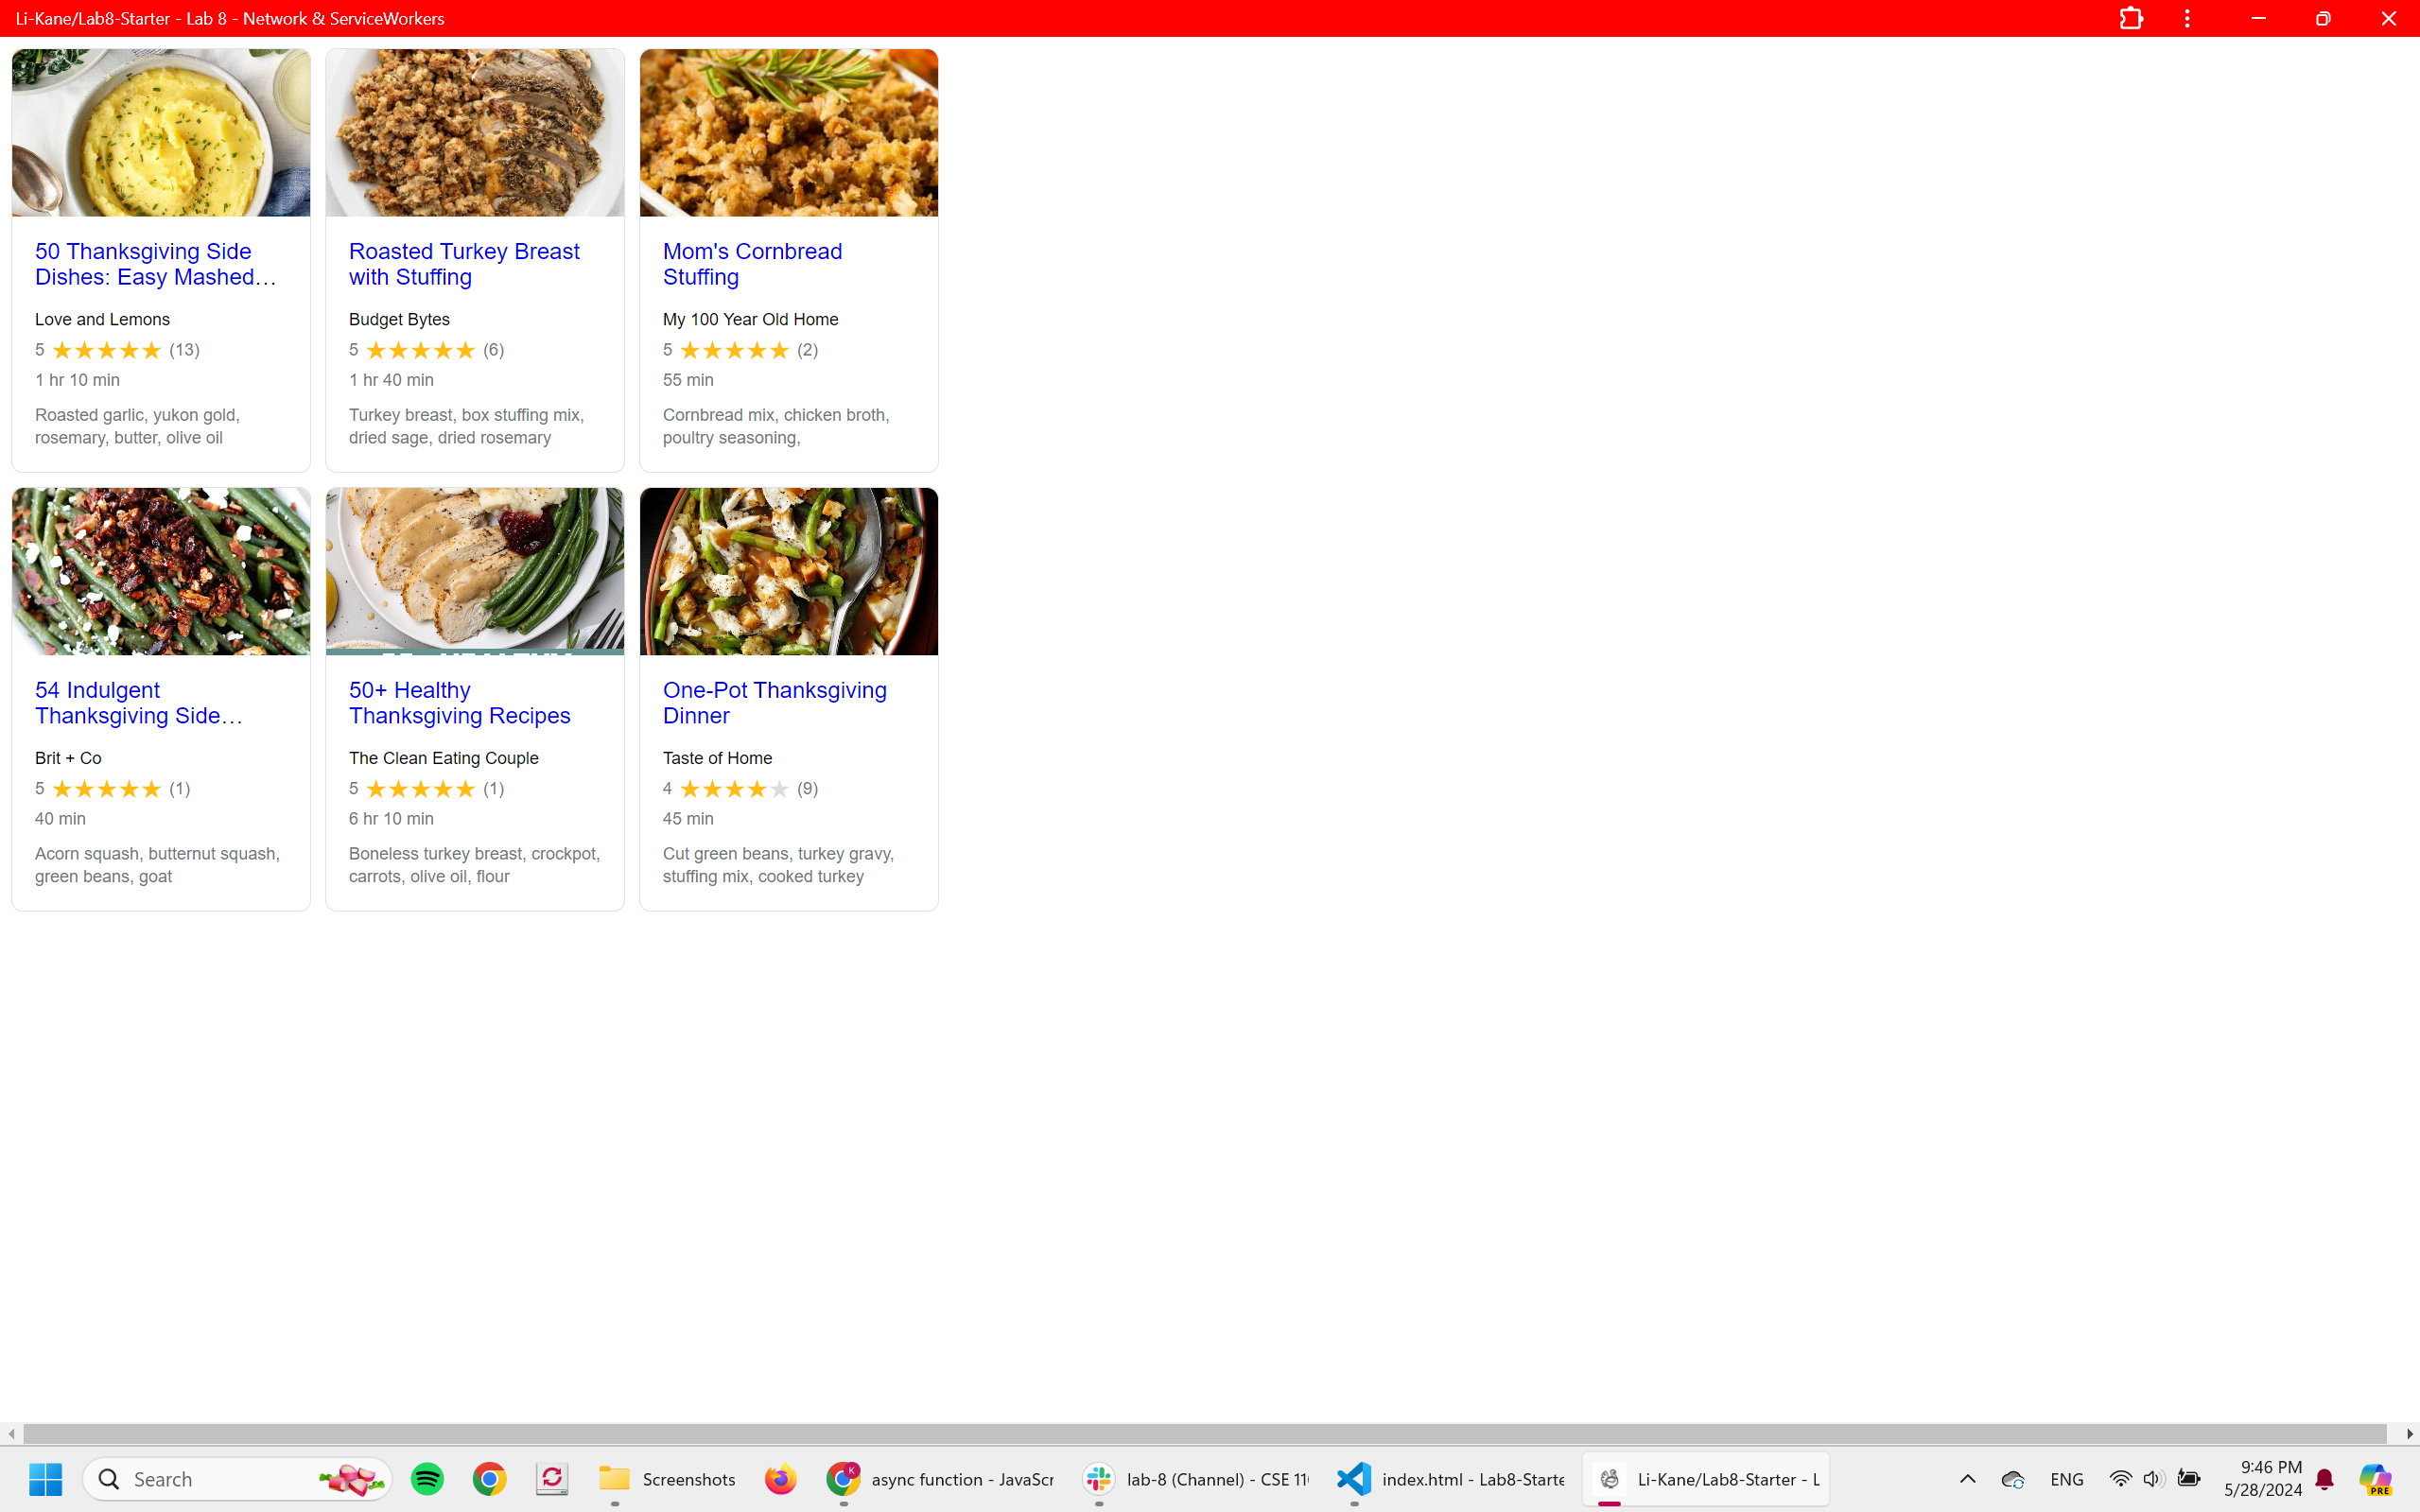 Li-Kane/Lab8-Starter - Lab 8 - Network & ServiceWorkers
50 Thanksgiving Side
Dishes: Easy Mashed…
Love and Lemons
5 ★★★★★ (13)
1 hr 10 min
Roasted garlic, yukon gold,
rosemary, butter, olive oil
Roasted Turkey Breast
with Stuffing
Budget Bytes
5 ★★★★★ (6)
1 hr 40 min
Turkey breast, box stuffing mix,
dried sage, dried rosemary
Mom's Cornbread
Stuffing
My 100 Year Old Home
5 ★★★★★ (2)
55 min
Cornbread mix, chicken broth,
poultry seasoning,
54 Indulgent
Thanksgiving Side…
Brit + Co
5 ★★★★★ (1)
40 min
Acorn squash, butternut squash,
green beans, goat
50+ Healthy
Thanksgiving Recipes
The Clean Eating Couple
5 ★★★★★ (1)
6 hr 10 min
Boneless turkey breast, crockpot,
carrots, olive oil, flour
One-Pot Thanksgiving
Dinner
Taste of Home
4 ★★★★★ (9)
45 min
Cut green beans, turkey gravy,
stuffing mix, cooked turkey
Search
Screenshots
K
async function - JavaScr
lab-8 (Channel) - CSE 11
index.html - Lab8-Starte
Li-Kane/Lab8-Starter - L
ENG
9:46 PM
5/28/2024
PRE